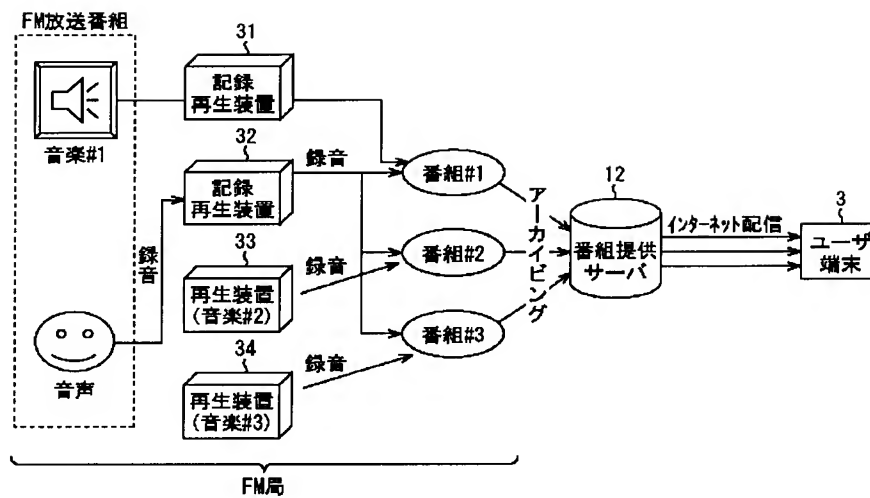 FM放送番組
音楽#1
音声
録音
31
記録
再生装置
32
記録
再生装置
録音
33
再生装置
(音楽#2)
録音
34
再生装置
(音楽#3)
録音
番組#1
番組#2
番組#3
アーカイビング
12
番組提供
サーバ
インターネット配信
3
ユーザ
端末
FM局